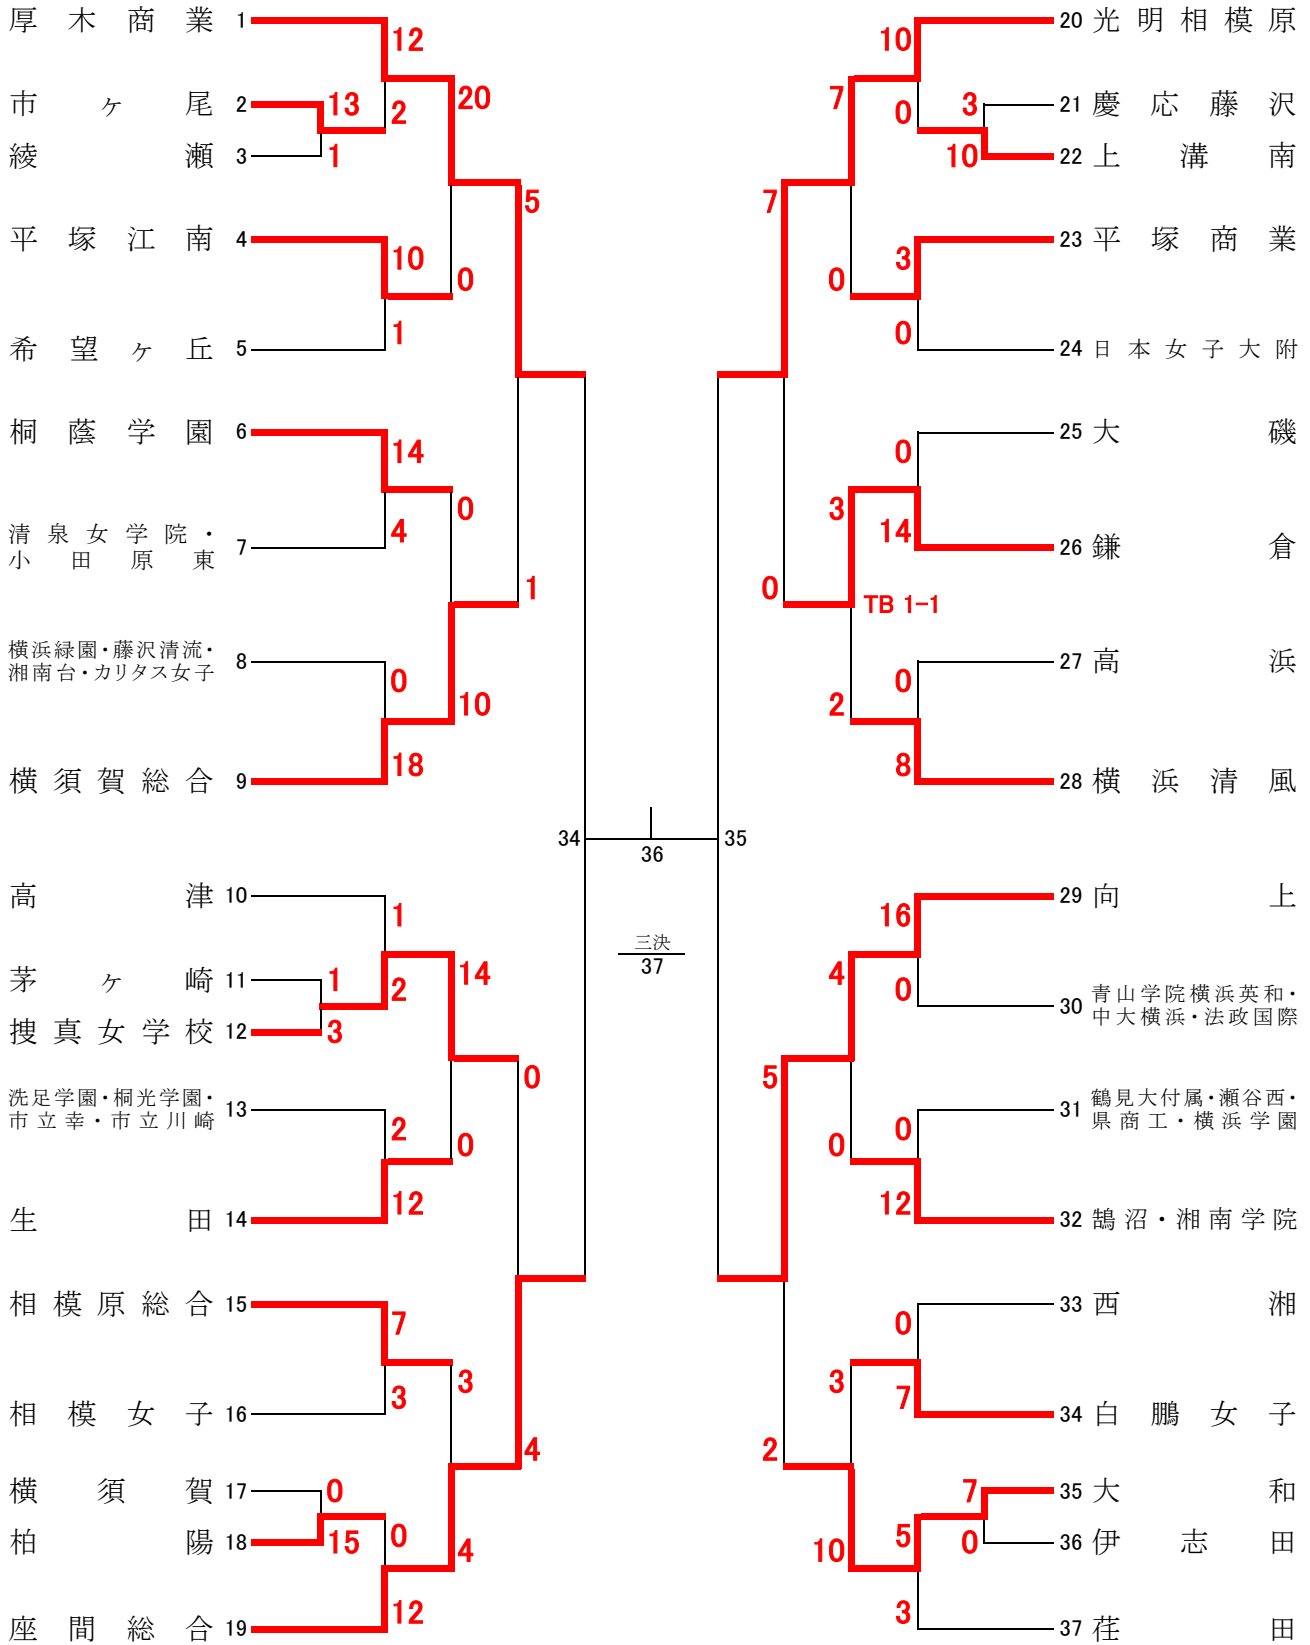 厚木商業 1
12
市ヶ尾 2
13
2
20
綾瀬 3
1
5
平塚江南 4
10
0
希望ヶ丘 5
1
桐蔭学園 6
14
0
清泉女学院・
小田原東
7
4
1
横浜緑園・藤沢清流・
湘南台・カリタス女子
8
0
10
横須賀総合 9
18
高津 10
1
14
茅ヶ崎 11
1
2
捜真女学校 12
3
0
洗足学園・桐光学園・
市立幸・市立川崎
13
2
0
生田 14
12
相模原総合 15
7
3
相模女子 16
3
4
横須賀 17
0
柏陽 18
15
0
4
座間総合 19
12
34
36
35
三決
37
20 光明相模原
10
7
21 慶応藤沢
3
0
22 上溝南
10
7
23 平塚商業
3
0
24 日本女子大附
0
25 大磯
0
3
26 鎌倉
14
0
TB 1-1
27 高浜
0
2
28 横浜清風
8
29 向上
16
4
30
青山学院横浜英和・
中大横浜・法政国際
0
5
31
鶴見大付属・瀬谷西・
県商工・横浜学園
0
0
32 鵠沼・湘南学院
12
33 西湘
0
3
34 白鵬女子
7
2
35 大和
7
5
10
36 伊志田
0
37 荏田
3